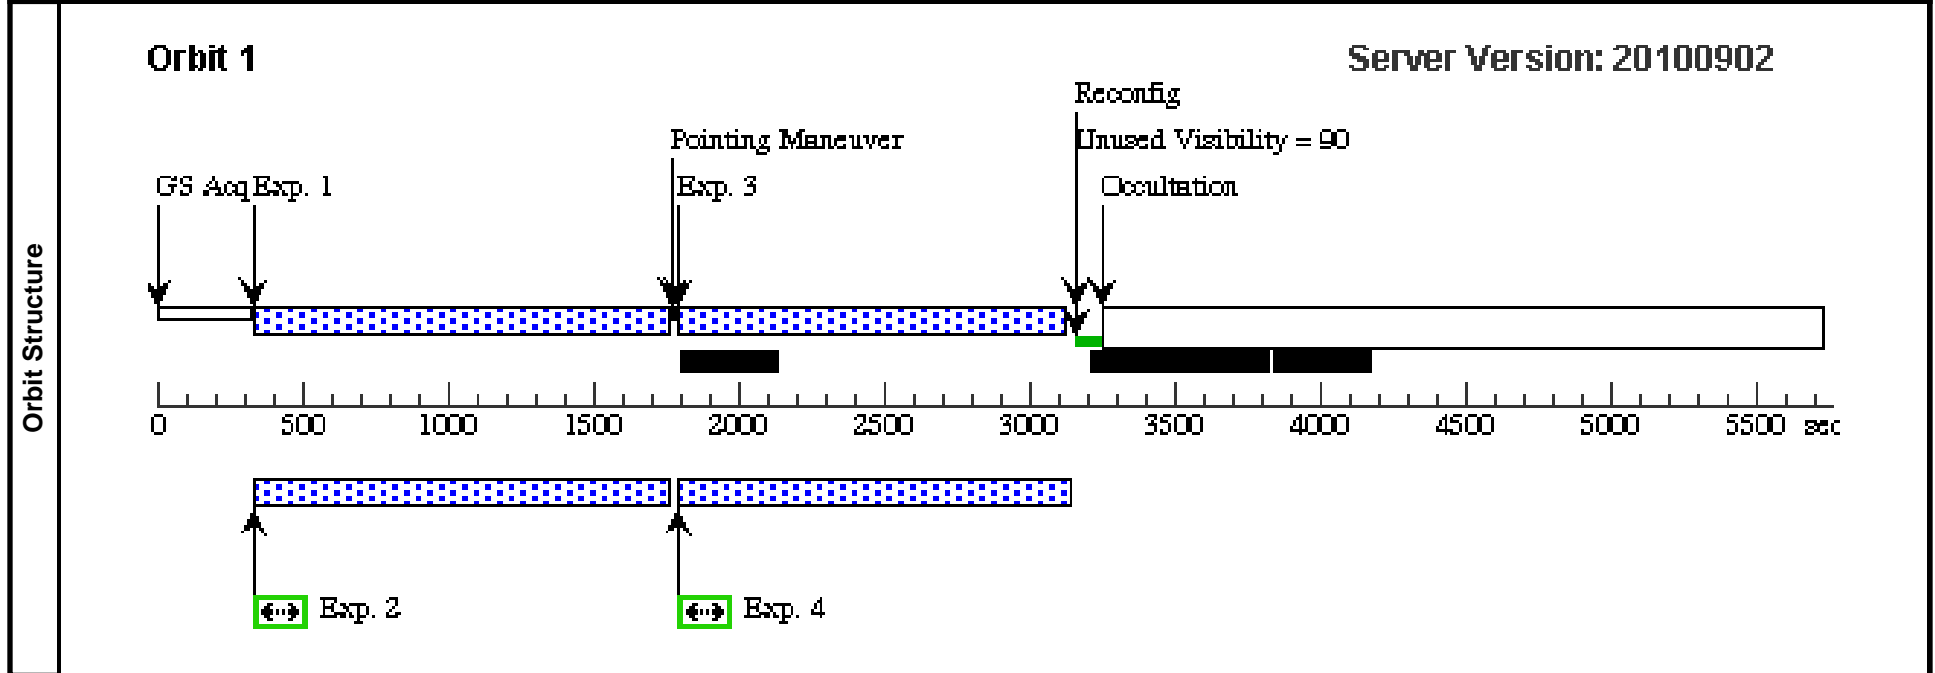 Orbit 1
Server Version: 20100902
Reconfig
Pointing Maneuver
Unused Visibility = 90
GS Acq
Exp. 1
Exp. 3
Occultation
Orbit Structure
0 500 1000 1500 2000 2500 3000 3500 4000 4500 5000 5500 sec
Exp. 2
Exp. 4